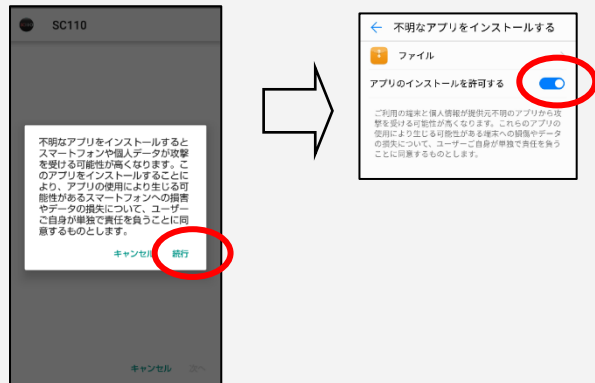 SC110
不明なアプリをインストールすると
スマートフォンや個人データが攻撃
を受ける可能性が高くなります。こ
のアプリをインストールすることに
より、アプリの使用により生じる可
能性があるスマートフォンへの損害
やデータの損失について、ユーザー
ご自身が単独で責任を負うことに同
意するものとします。
キャンセル 続行
キャンセル 次へ
不明なアプリをインストールする
ファイル
アプリのインストールを許可する
ご利用の端末と個人情報が提供元不明のアプリから攻
撃を受ける可能性が高くなります。これらのアプリの
使用により生じる可能性がある端末への損傷やデータ
の損失について、ユーザーご自身が単独で責任を負う
ことに同意するものとします。